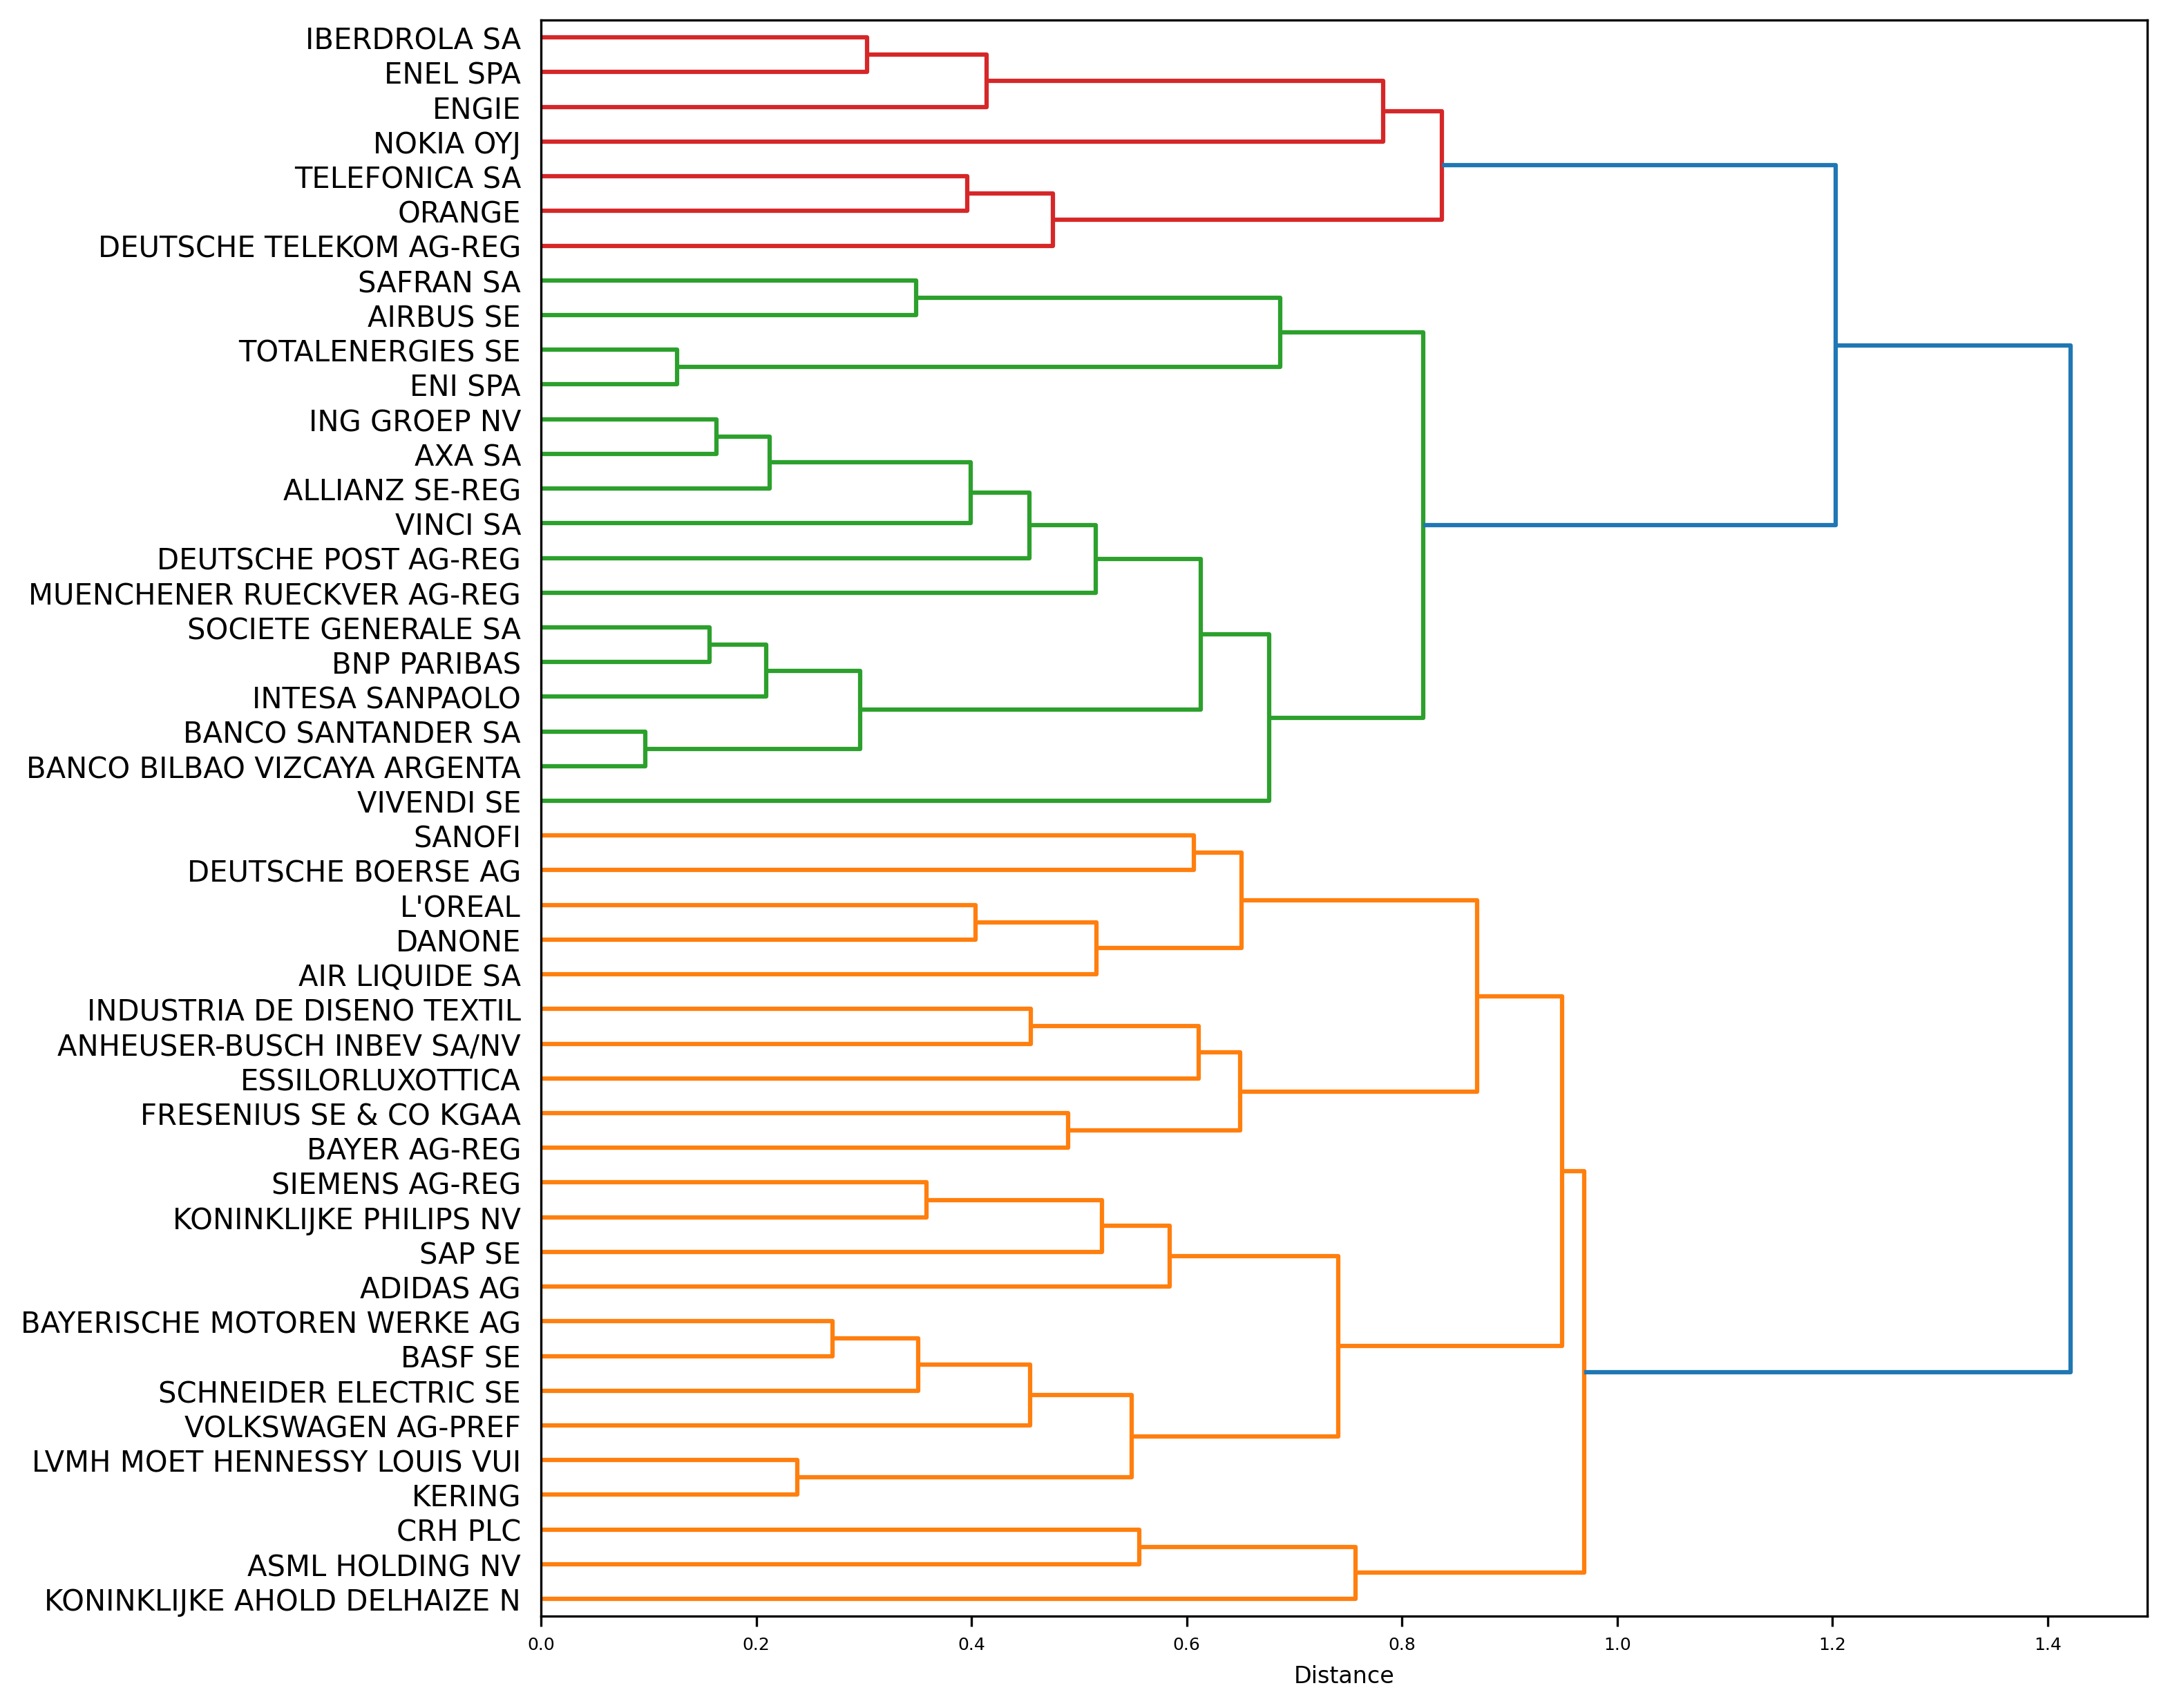 IBERDROLA SA
ENEL SPA
ENGIE
NOKIA OYJ
TELEFONICA SA
ORANGE
DEUTSCHE TELEKOM AG-REG
SAFRAN SA
AIRBUS SE
TOTALENERGIES SE
ENI SPA
ING GROEP NV
AXA SA
ALLIANZ SE-REG
VINCI SA
DEUTSCHE POST AG-REG
MUENCHENER RUECKVER AG-REG
SOCIETE GENERALE SA
BNP PARIBAS
INTESA SANPAOLO
BANCO SANTANDER SA
BANCO BILBAO VIZCAYA ARGENTA
VIVENDI SE
SANOFI
DEUTSCHE BOERSE AG
L'OREAL
DANONE
AIR LIQUIDE SA
INDUSTRIA DE DISENO TEXTIL
ANHEUSER-BUSCH INBEV SA/NV
ESSILORLUXOTTICA
FRESENIUS SE & CO KGAA
BAYER AG-REG
SIEMENS AG-REG
KONINKLIJKE PHILIPS NV
SAP SE
ADIDAS AG
BAYERISCHE MOTOREN WERKE AG
BASF SE
SCHNEIDER ELECTRIC SE
VOLKSWAGEN AG-PREF
LVMH MOET HENNESSY LOUIS VUI
KERING
CRH PLC
ASML HOLDING NV
KONINKLIJKE AHOLD DELHAIZE N
0.0 0.2 0.4 0.6 0.8 1.0 1.2 1.4
Distance